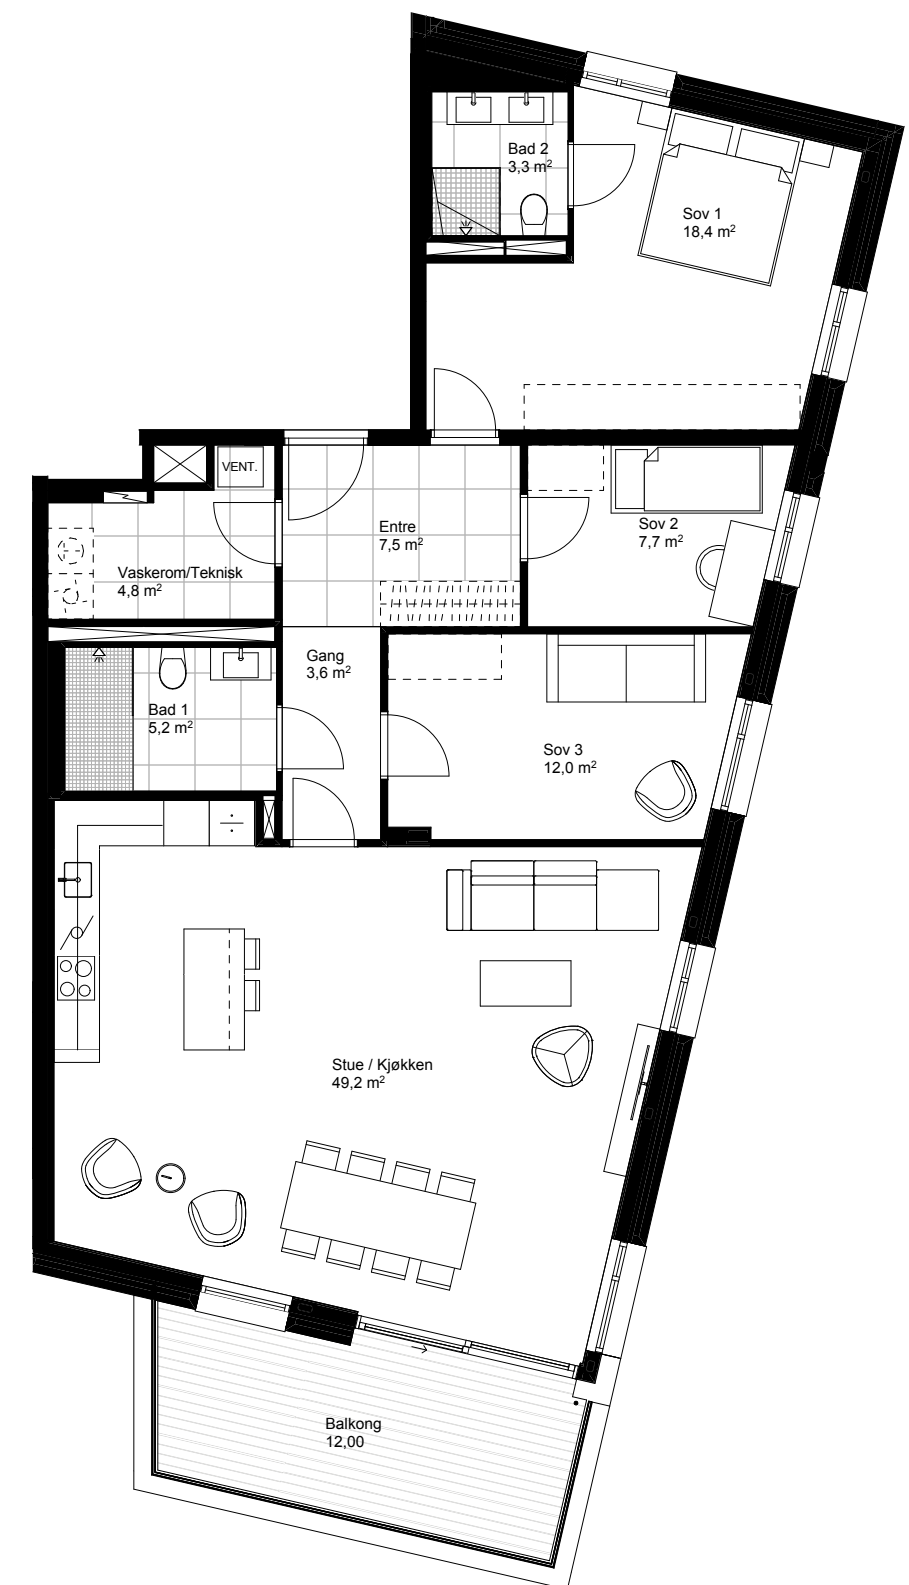 Bad 2
3,3 m²
Sov 1
18,4 m²
VENT.
Entre
7,5 m²
Sov 2
7,7 m²
Vaskerom/Teknisk
4,8 m²
Gang
3,6 m²
Bad 1
5,2 m²
Sov 3
12,0 m²
Stue / Kjøkken
49,2 m²
Balkong
12,00